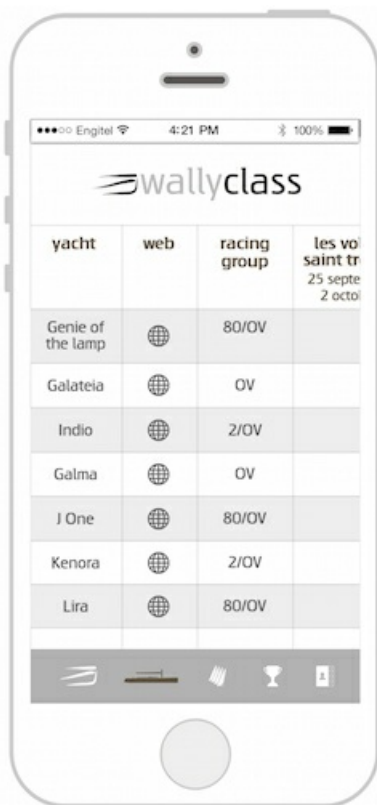 Engitel 4:21 PM 100%
wallyclass
yacht web racing group les vol
saint tr
25 septe
2 octo
Genie of the lamp 80/OV
Galateia OV
Indio 2/OV
Galma OV
J One 80/OV
Kenora 2/OV
Lira 80/OV